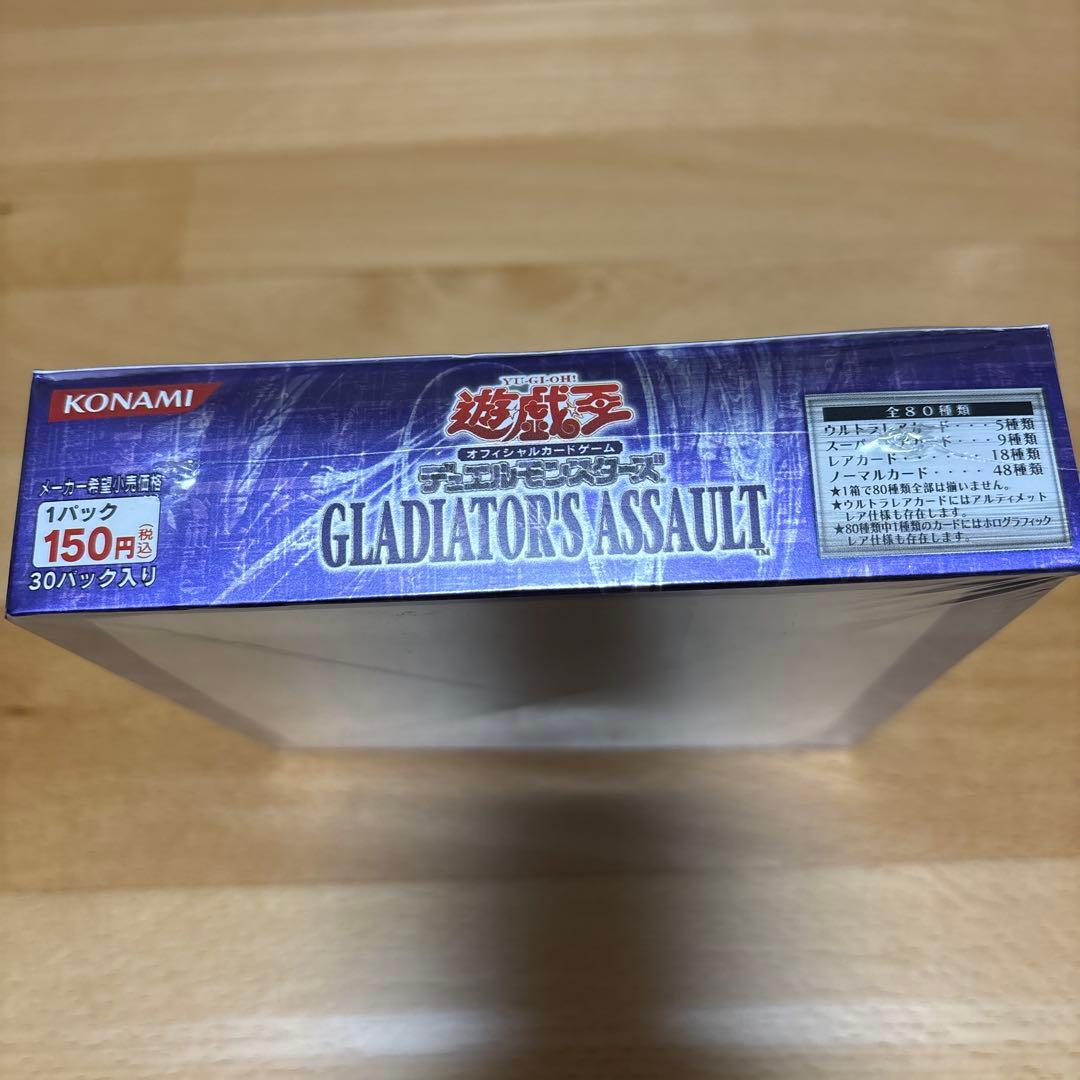 KONAMI
メーカー希望小売価格
1パック
150円(税込)
30パック入り
YU-GI-OH!
遊戯王
オフィシャルカードゲーム
デュエルモンスターズ
GLADIATOR'S ASSAULT™
全80種類
ウルトラレアカード・・・5種類
スーパー カード・・・9種類
レアカード・・・・・18種類
ノーマルカード・・・・48種類
★1箱で80種類全部は揃いません。
★ウルトラレアカードにはアルティメット
レア仕様も存在します。
★80種類中1種類のカードにはホログラフィック
レア仕様も存在します。